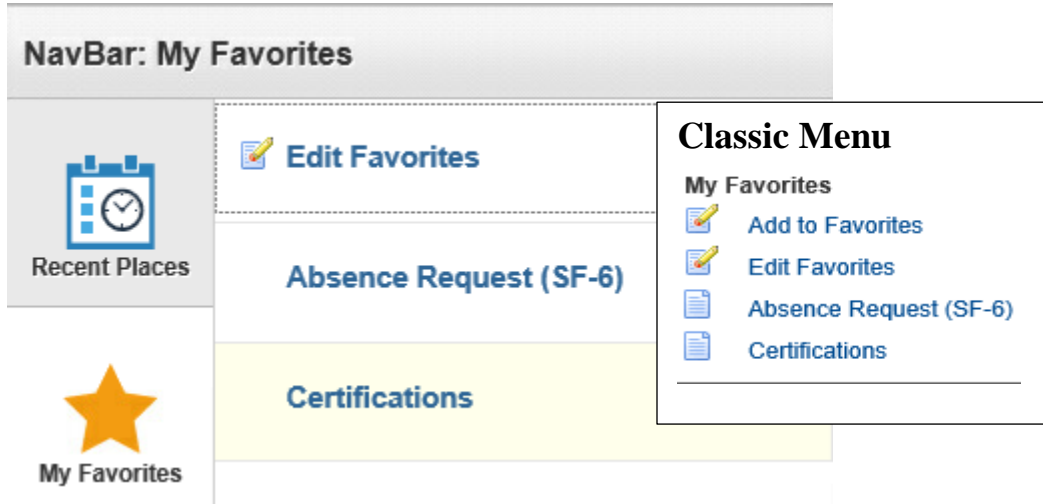 NavBar: My Favorites
Recent Places
My Favorites
Edit Favorites
Absence Request (SF-6)
Certifications
Classic Menu
My Favorites
Add to Favorites
Edit Favorites
Absence Request (SF-6)
Certifications